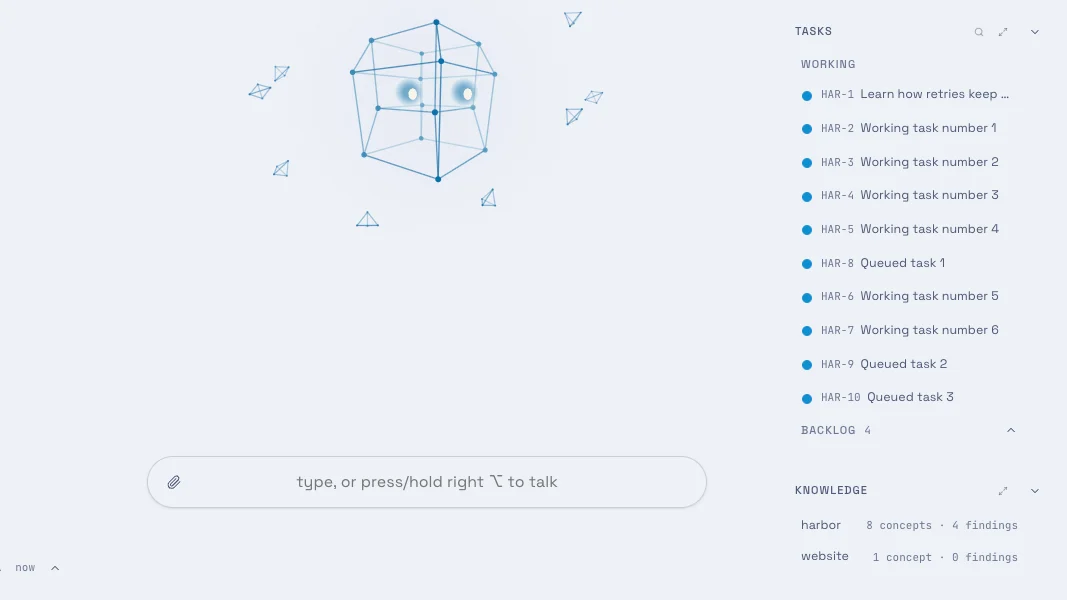 TASKS
WORKING
HAR-1 Learn how retries keep …
HAR-2 Working task number 1
HAR-3 Working task number 2
HAR-4 Working task number 3
HAR-5 Working task number 4
HAR-8 Queued task 1
HAR-6 Working task number 5
HAR-7 Working task number 6
HAR-9 Queued task 2
HAR-10 Queued task 3
BACKLOG 4
type, or press/hold right ⌥ to talk
KNOWLEDGE
harbor 8 concepts · 4 findings
website 1 concept · 0 findings
now